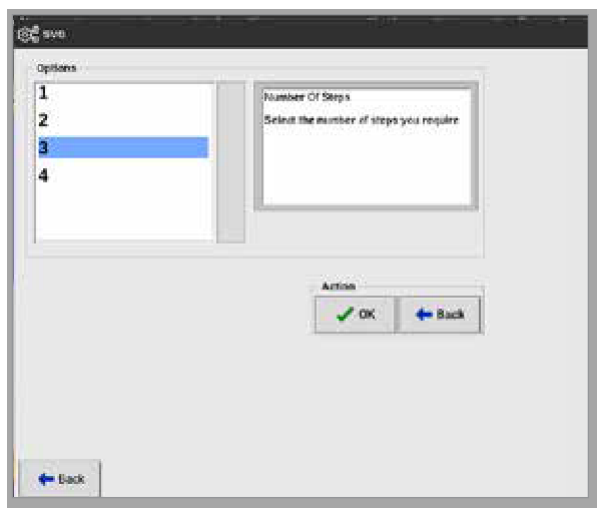 svo
Options
1
2
3
4
Number Of Steps
Select the number of steps you require
Action
OK
Back
Back